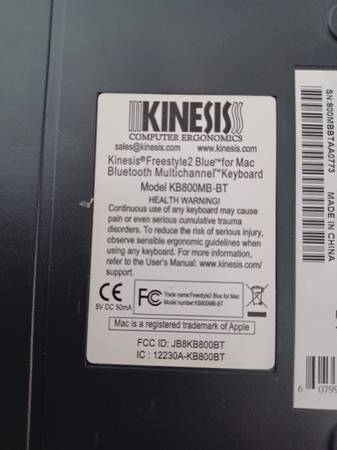 KINESIS
COMPUTER ERGONOMICS
sales@kinesis.com www.kinesis.com
Kinesis® Freestyle2 Blue™ for Mac
Bluetooth Multichannel™ Keyboard
Model KB800MB-BT
HEALTH WARNING!
Continuous use of any keyboard may cause
pain or even serious cumulative trauma
disorders. To reduce the risk of serious injury,
observe sensible ergonomic guidelines when
using any keyboard. For more information,
refer to the User's Manual: www.kinesis.com/
support.
CE
5V DC 50mA
FC
Trade name:Freestyle2 Blue for Mac
Model number:KB800MB-BT
Mac is a registered trademark of Apple
FCC ID: JB8KB800BT
IC : 12230A-KB800BT
SN:800MBBTAA0773
MADE IN CHINA
6 0799